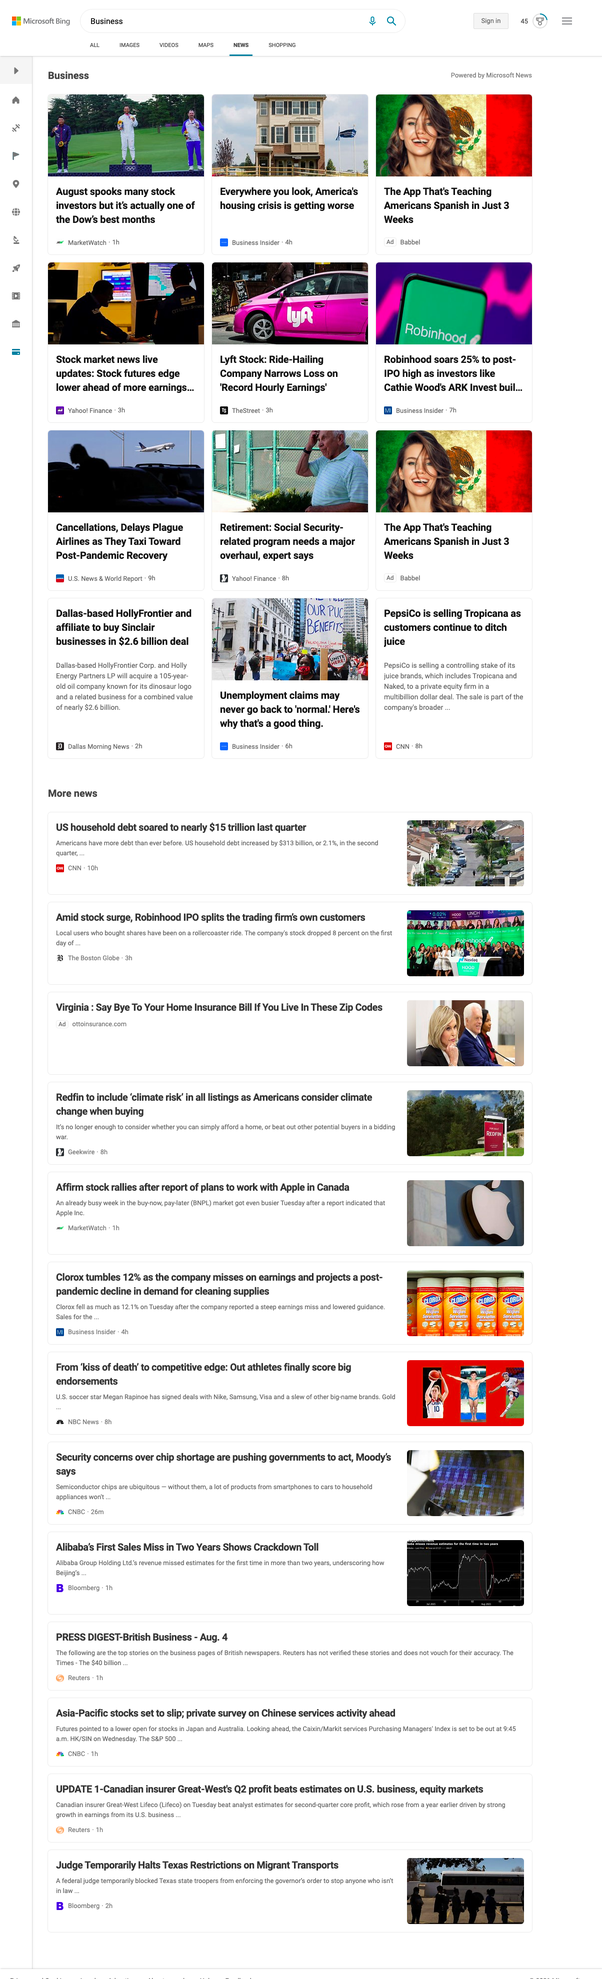 Microsoft Bing
Business
Sign in
45
ALL
IMAGES
VIDEOS
MAPS
NEWS
SHOPPING
Business
Powered by Microsoft News
August spooks many stock
investors but it's actually one of
the Dow's best months
MarketWatch · 1h
Everywhere you look, America's
housing crisis is getting worse
Business Insider · 4h
The App That's Teaching
Americans Spanish in Just 3
Weeks
Ad Babbel
Stock market news live
updates: Stock futures edge
lower ahead of more earnings...
Yahoo! Finance · 3h
lyft
Lyft Stock: Ride-Hailing
Company Narrows Loss on
'Record Hourly Earnings'
TheStreet · 3h
Robinhood
Robinhood soars 25% to post-
IPO high as investors like
Cathie Wood's ARK Invest buil...
Business Insider · 7h
Cancellations, Delays Plague
Airlines as They Taxi Toward
Post-Pandemic Recovery
U.S. News & World Report · 9h
Retirement: Social Security-
related program needs a major
overhaul, expert says
Yahoo! Finance · 8h
The App That's Teaching
Americans Spanish in Just 3
Weeks
Ad Babbel
Dallas-based HollyFrontier and
affiliate to buy Sinclair
businesses in $2.6 billion deal
Dallas-based HollyFrontier Corp. and Holly
Energy Partners LP will acquire a 105-year-
old oil company known for its dinosaur logo
and a related business for a combined value
of nearly $2.6 billion.
Dallas Morning News · 2h
OUR PUC
BENEFITS
Unemployment claims may
never go back to 'normal.' Here's
why that's a good thing.
Business Insider · 6h
PepsiCo is selling Tropicana as
customers continue to ditch
juice
PepsiCo is selling a controlling stake of its
juice brands, which includes Tropicana and
Naked, to a private equity firm in a
multibillion dollar deal. The sale is part of the
company's broader ...
CNN · 8h
More news
US household debt soared to nearly $15 trillion last quarter
Americans have more debt than ever before. US household debt increased by $313 billion, or 2.1%, in the second
quarter, ...
CNN · 10h
Amid stock surge, Robinhood IPO splits the trading firm's own customers
Local users who bought shares have been on a rollercoaster ride. The company's stock dropped 8 percent on the first
day of ...
The Boston Globe · 3h
Virginia : Say Bye To Your Home Insurance Bill If You Live In These Zip Codes
Ad ottoinsurance.com
Redfin to include 'climate risk' in all listings as Americans consider climate
change when buying
It's no longer enough to consider whether you can simply afford a home, or beat out other potential buyers in a bidding
war.
Geekwire · 8h
REDFIN
Affirm stock rallies after report of plans to work with Apple in Canada
An already busy week in the buy-now, pay-later (BNPL) market got even busier Tuesday after a report indicated that
Apple Inc.
MarketWatch · 1h
Clorox tumbles 12% as the company misses on earnings and projects a post-
pandemic decline in demand for cleaning supplies
Clorox fell as much as 12.1% on Tuesday after the company reported a steep earnings miss and lowered guidance.
Sales for the ...
Business Insider · 4h
CLOROX CLOROX CLOROX CLOROX
From 'kiss of death' to competitive edge: Out athletes finally score big
endorsements
U.S. soccer star Megan Rapinoe has signed deals with Nike, Samsung, Visa and a slew of other big-name brands. Gold
...
NBC News · 8h
Security concerns over chip shortage are pushing governments to act, Moody's
says
Semiconductor chips are ubiquitous — without them, a lot of products from smartphones to cars to household
appliances won't ...
CNBC · 26m
Alibaba's First Sales Miss in Two Years Shows Crackdown Toll
Alibaba Group Holding Ltd.'s revenue missed estimates for the first time in more than two years, underscoring how
Beijing's ...
Bloomberg · 1h
PRESS DIGEST-British Business - Aug. 4
The following are the top stories on the business pages of British newspapers. Reuters has not verified these stories and does not vouch for their accuracy. The
Times - The $40 billion ...
Reuters · 1h
Asia-Pacific stocks set to slip; private survey on Chinese services activity ahead
Futures pointed to a lower open for stocks in Japan and Australia. Looking ahead, the Caixin/Markit services Purchasing Managers' Index is set to be out at 9:45
a.m. HK/SIN on Wednesday. The S&P 500 ...
CNBC · 1h
UPDATE 1-Canadian insurer Great-West's Q2 profit beats estimates on U.S. business, equity markets
Canadian insurer Great-West Lifeco (Lifeco) on Tuesday beat analyst estimates for second-quarter core profit, which rose from a year earlier driven by strong
growth in earnings from its U.S. business ...
Reuters · 1h
Judge Temporarily Halts Texas Restrictions on Migrant Transports
A federal judge temporarily blocked Texas state troopers from enforcing the governor's order to stop anyone who isn't
in law ...
Bloomberg · 2h